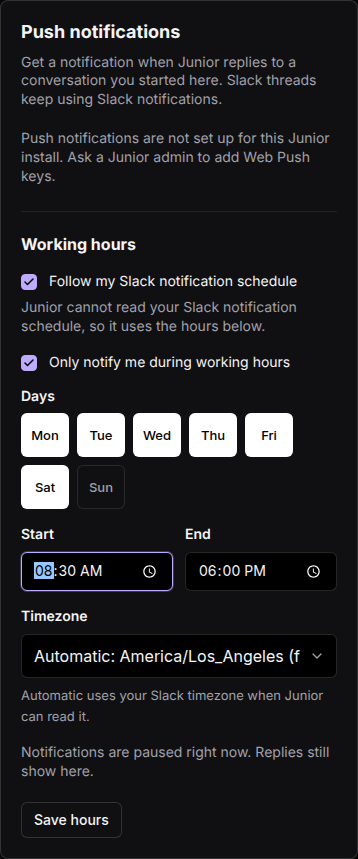 Push notifications
Get a notification when Junior replies to a
conversation you started here. Slack threads
keep using Slack notifications.
Push notifications are not set up for this Junior
install. Ask a Junior admin to add Web Push
keys.
Working hours
Follow my Slack notification schedule
Junior cannot read your Slack notification
schedule, so it uses the hours below.
Only notify me during working hours
Days
Mon Tue Wed Thu Fri
Sat Sun
Start End
08:30 AM 06:00 PM
Timezone
Automatic: America/Los_Angeles (f
Automatic uses your Slack timezone when Junior
can read it.
Notifications are paused right now. Replies still
show here.
Save hours